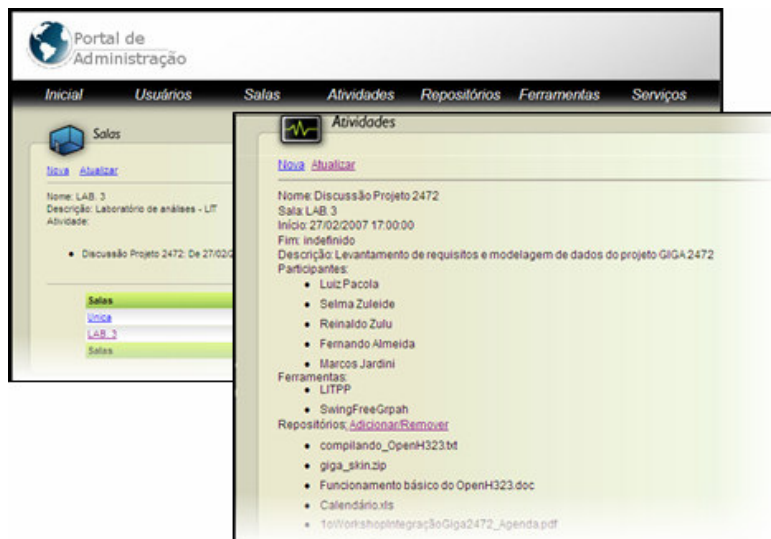 Portal de
Administração
Inicial Usuários Salas Atividades Repositórios Ferramentas Serviços
Salas
Nova Atualizar
Nome: LAB. 3
Descrição: Laboratório de análises - LIT
Atividade:
Discussão Projeto 2472: De 27/02/2
Salas
Unica
LAB. 3
Salas
Atividades
Nova Atualizar
Nome: Discussão Projeto 2472
Sala: LAB. 3
Início: 27/02/2007 17:00:00
Fim: indefinido
Descrição: Levantamento de requisitos e modelagem de dados do projeto GIGA 2472
Participantes:
Luiz Pacola
Selma Zuleide
Reinaldo Zulu
Fernando Almeida
Marcos Jardini
Ferramentas:
LITPP
SwingFreeGrpah
Repositórios: Adicionar/Remover
compilando_OpenH323.txt
giga_skin.zip
Funcionamento básico do OpenH323.doc
Calendário.xls
1oWorkshopIntegraçãoGiga2472_Agenda.pdf